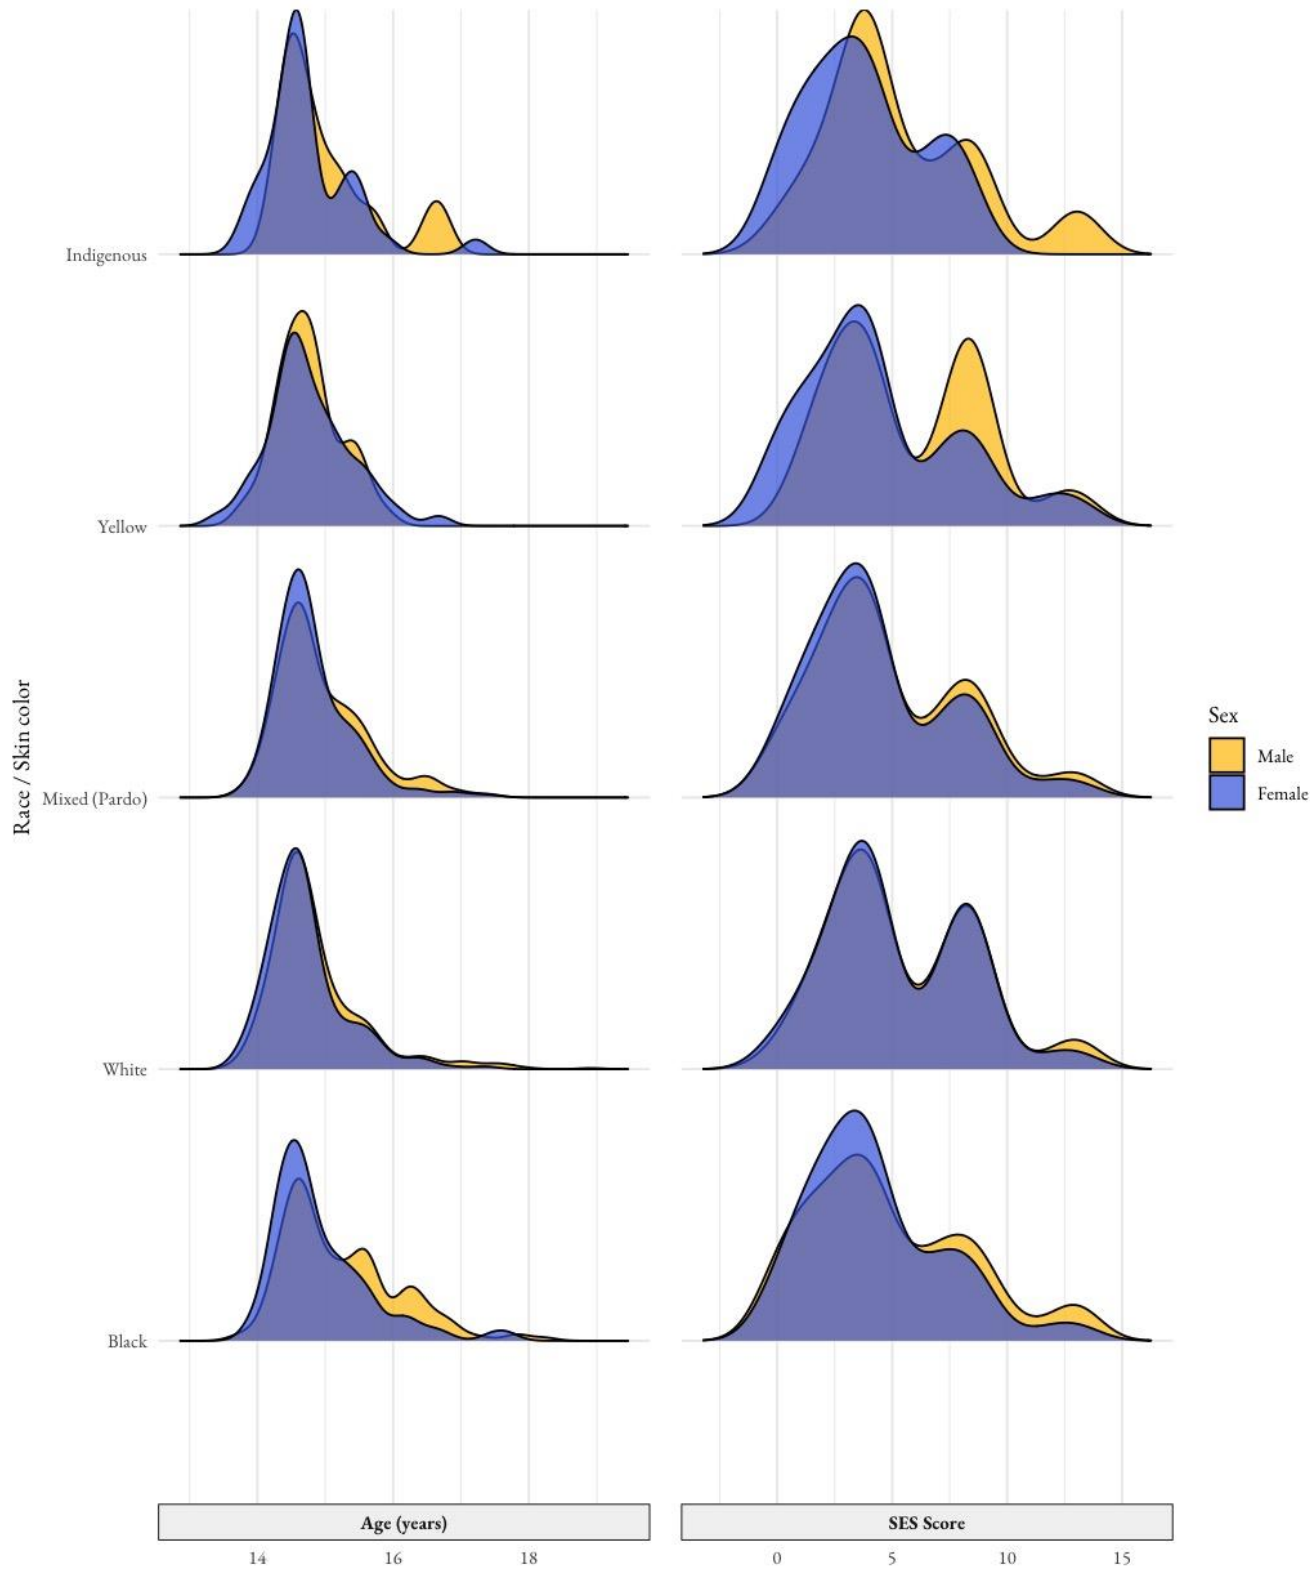 Indigenous
Yellow
Mixed (Pardo)
White
Black
Race / Skin color
Sex
Male
Female
Age (years)
SES Score
14 16 18
0 5 10 15